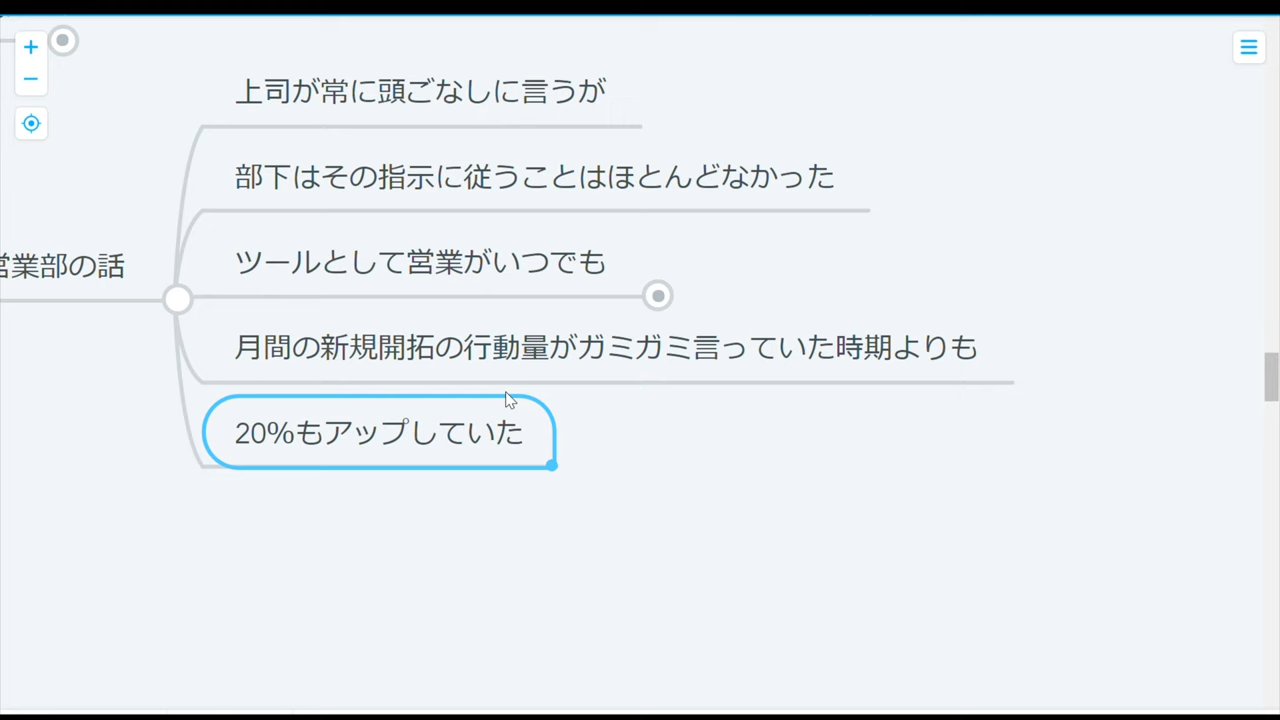 上司が常に頭ごなしに言うが
部下はその指示に従うことはほとんどなかった
営業部の話
ツールとして営業がいつでも
月間の新規開拓の行動量がガミガミ言っていた時期よりも
20%もアップしていた